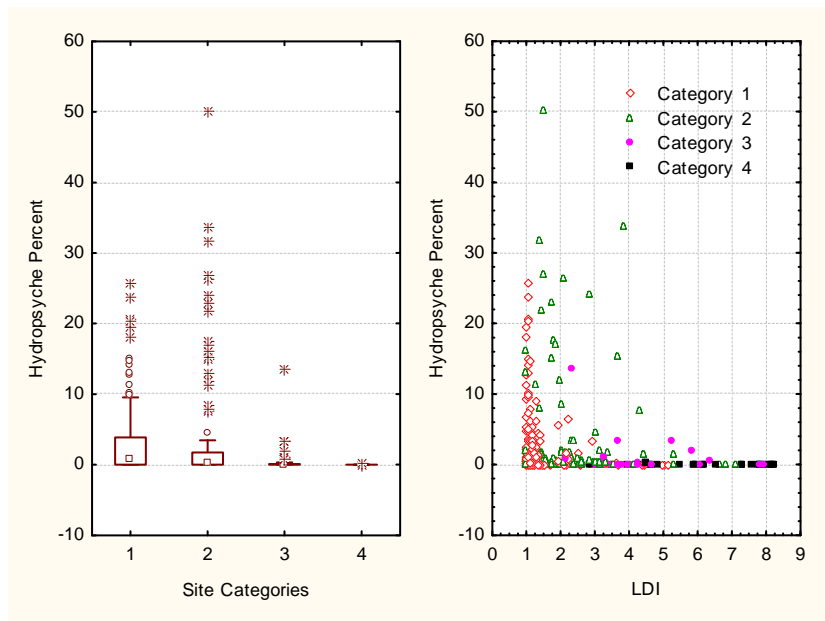 Hydropsyche Percent
60
50
40
30
20
10
0
-10
1 2 3 4
Site Categories
Hydropsyche Percent
60
50
40
30
20
10
0
-10
0 1 2 3 4 5 6 7 8 9
LDI
Category 1
Category 2
Category 3
Category 4